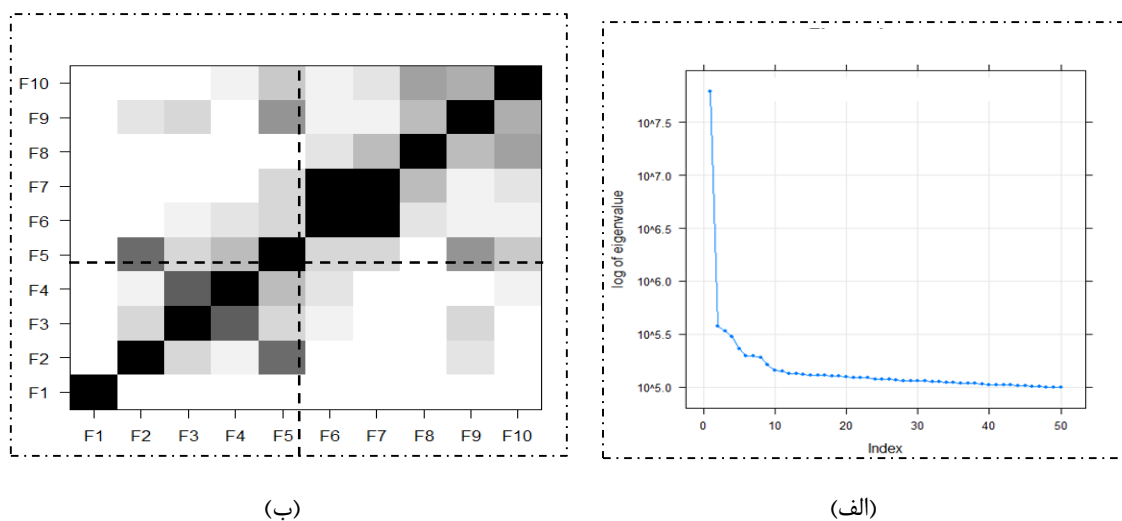 F10
F9
F8
F7
F6
F5
F4
F3
F2
F1
F1 F2 F3 F4 F5 F6 F7 F8 F9 F10
(ب)
log of eigenvalue
10^7.5
10^7.0
10^6.5
10^6.0
10^5.5
10^5.0
0 10 20 30 40 50
Index
(الف)